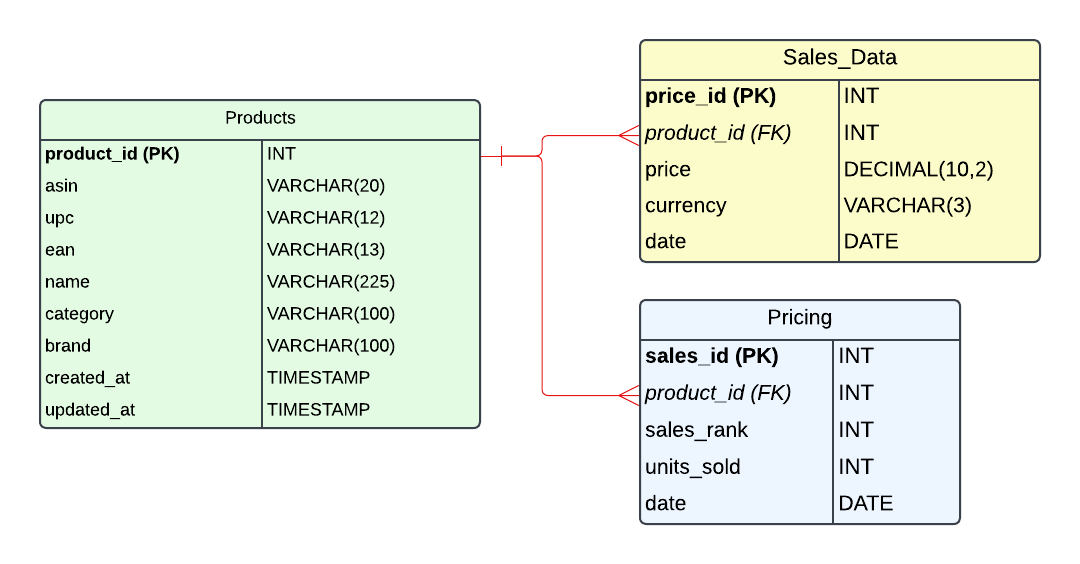 Products
product_id (PK) INT
asin VARCHAR(20)
upc VARCHAR(12)
ean VARCHAR(13)
name VARCHAR(225)
category VARCHAR(100)
brand VARCHAR(100)
created_at TIMESTAMP
updated_at TIMESTAMP
Sales_Data
price_id (PK) INT
product_id (FK) INT
price DECIMAL(10,2)
currency VARCHAR(3)
date DATE
Pricing
sales_id (PK) INT
product_id (FK) INT
sales_rank INT
units_sold INT
date DATE